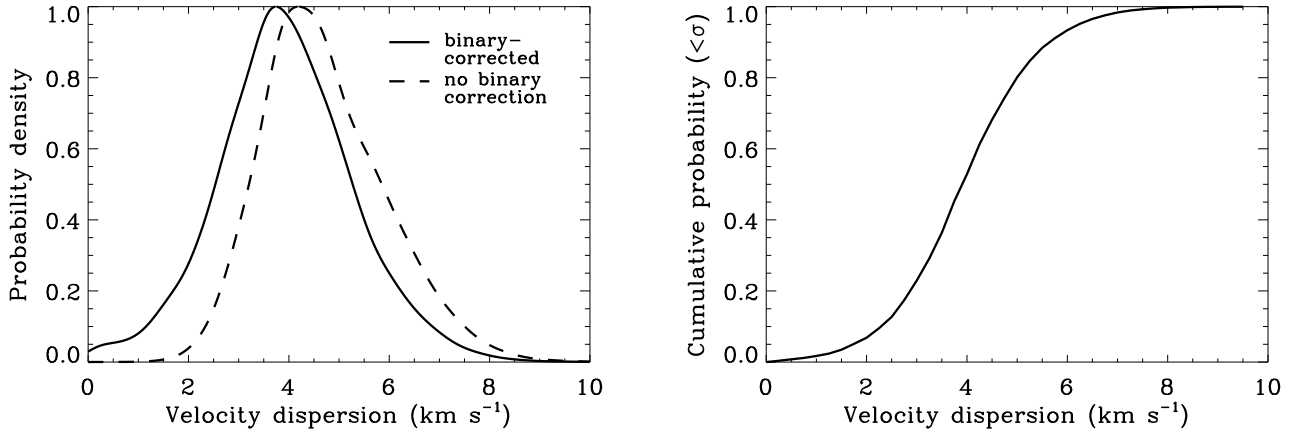 1.0
0.8
0.6
0.4
0.2
0.0
Probability density
binary−
corrected
no binary
correction
0 2 4 6 8 10
Velocity dispersion (km s⁻¹)
1.0
0.8
0.6
0.4
0.2
0.0
Cumulative probability (<σ)
0 2 4 6 8 10
Velocity dispersion (km s⁻¹)